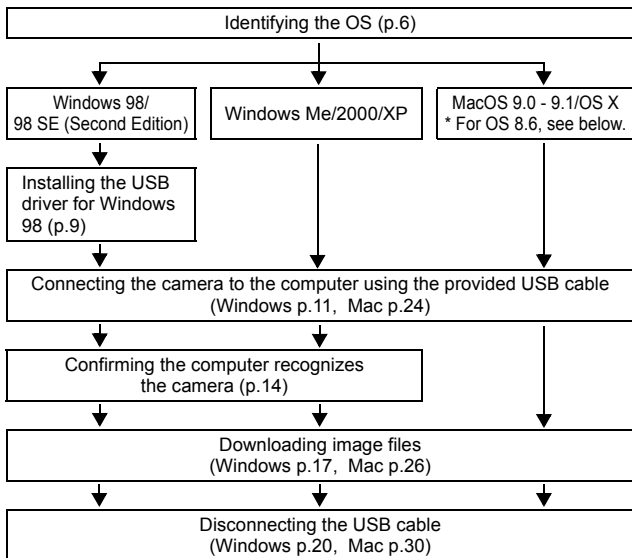 Identifying the OS (p.6)
Windows 98/
98 SE (Second Edition)
Windows Me/2000/XP
MacOS 9.0 - 9.1/OS X
* For OS 8.6, see below.
Installing the USB
driver for Windows
98 (p.9)
Connecting the camera to the computer using the provided USB cable
(Windows p.11,  Mac p.24)
Confirming the computer recognizes
the camera (p.14)
Downloading image files
(Windows p.17,  Mac p.26)
Disconnecting the USB cable
(Windows p.20,  Mac p.30)